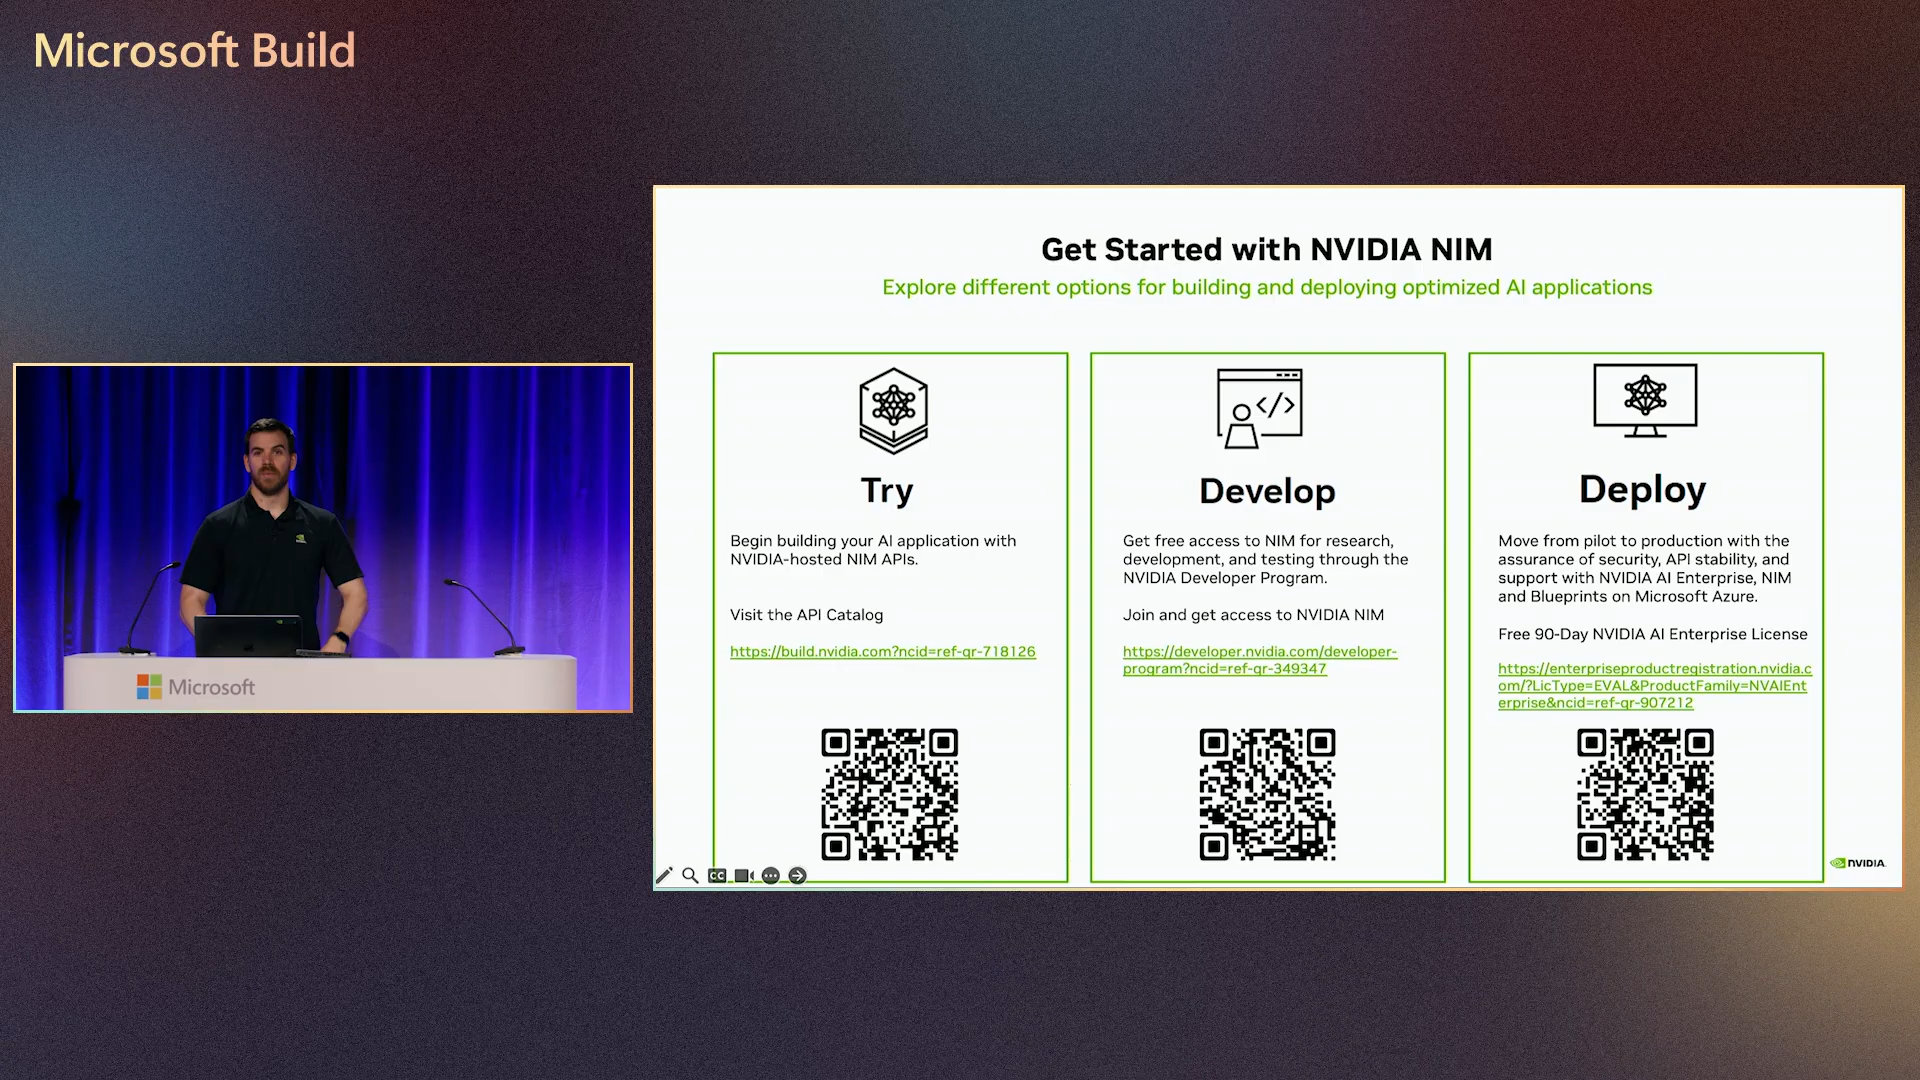 Microsoft Build
Microsoft
Get Started with NVIDIA NIM
Explore different options for building and deploying optimized AI applications
Try
Begin building your AI application with
NVIDIA-hosted NIM APIs.
Visit the API Catalog
https://build.nvidia.com?ncid=ref-qr-718126
Develop
Get free access to NIM for research,
development, and testing through the
NVIDIA Developer Program.
Join and get access to NVIDIA NIM
https://developer.nvidia.com/developer-
program?ncid=ref-qr-349347
Deploy
Move from pilot to production with the
assurance of security, API stability, and
support with NVIDIA AI Enterprise, NIM
and Blueprints on Microsoft Azure.
Free 90-Day NVIDIA AI Enterprise License
https://enterpriseproductregistration.nvidia.c
om/?LicType=EVAL&ProductFamily=NVAIEnt
erprise&ncid=ref-qr-907212
CC
NVIDIA.